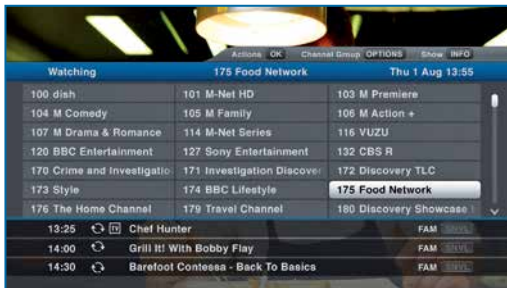 Actions OK Channel Group OPTIONS Show INFO
Watching 175 Food Network Thu 1 Aug 13:55
100 dish 101 M-Net HD 103 M Premiere
104 M Comedy 105 M Family 106 M Action +
107 M Drama & Romance 114 M-Net Series 116 VUZU
120 BBC Entertainment 127 Sony Entertainment 132 CBS R
170 Crime and Investigatio 171 Investigation Discover 172 Discovery TLC
173 Style 174 BBC Lifestyle 175 Food Network
176 The Home Channel 179 Travel Channel 180 Discovery Showcase
13:25 Chef Hunter FAM SNVL
14:00 Grill It! With Bobby Flay FAM
14:30 Barefoot Contessa - Back To Basics FAM SNVL